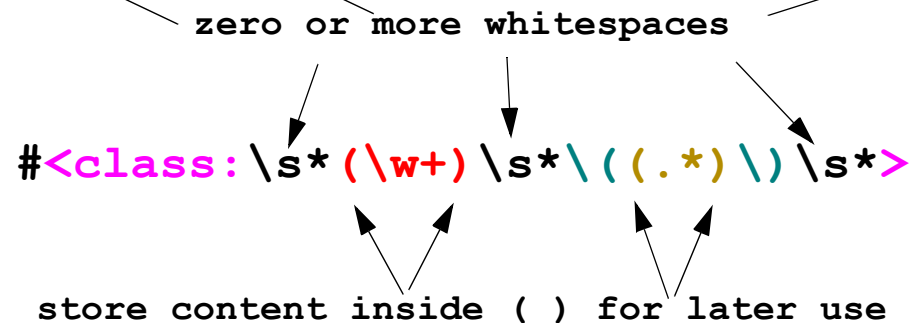 zero or more whitespaces
#<class:\s*(\w+)\s*\((.*)\)\s*>
store content inside ( ) for later use